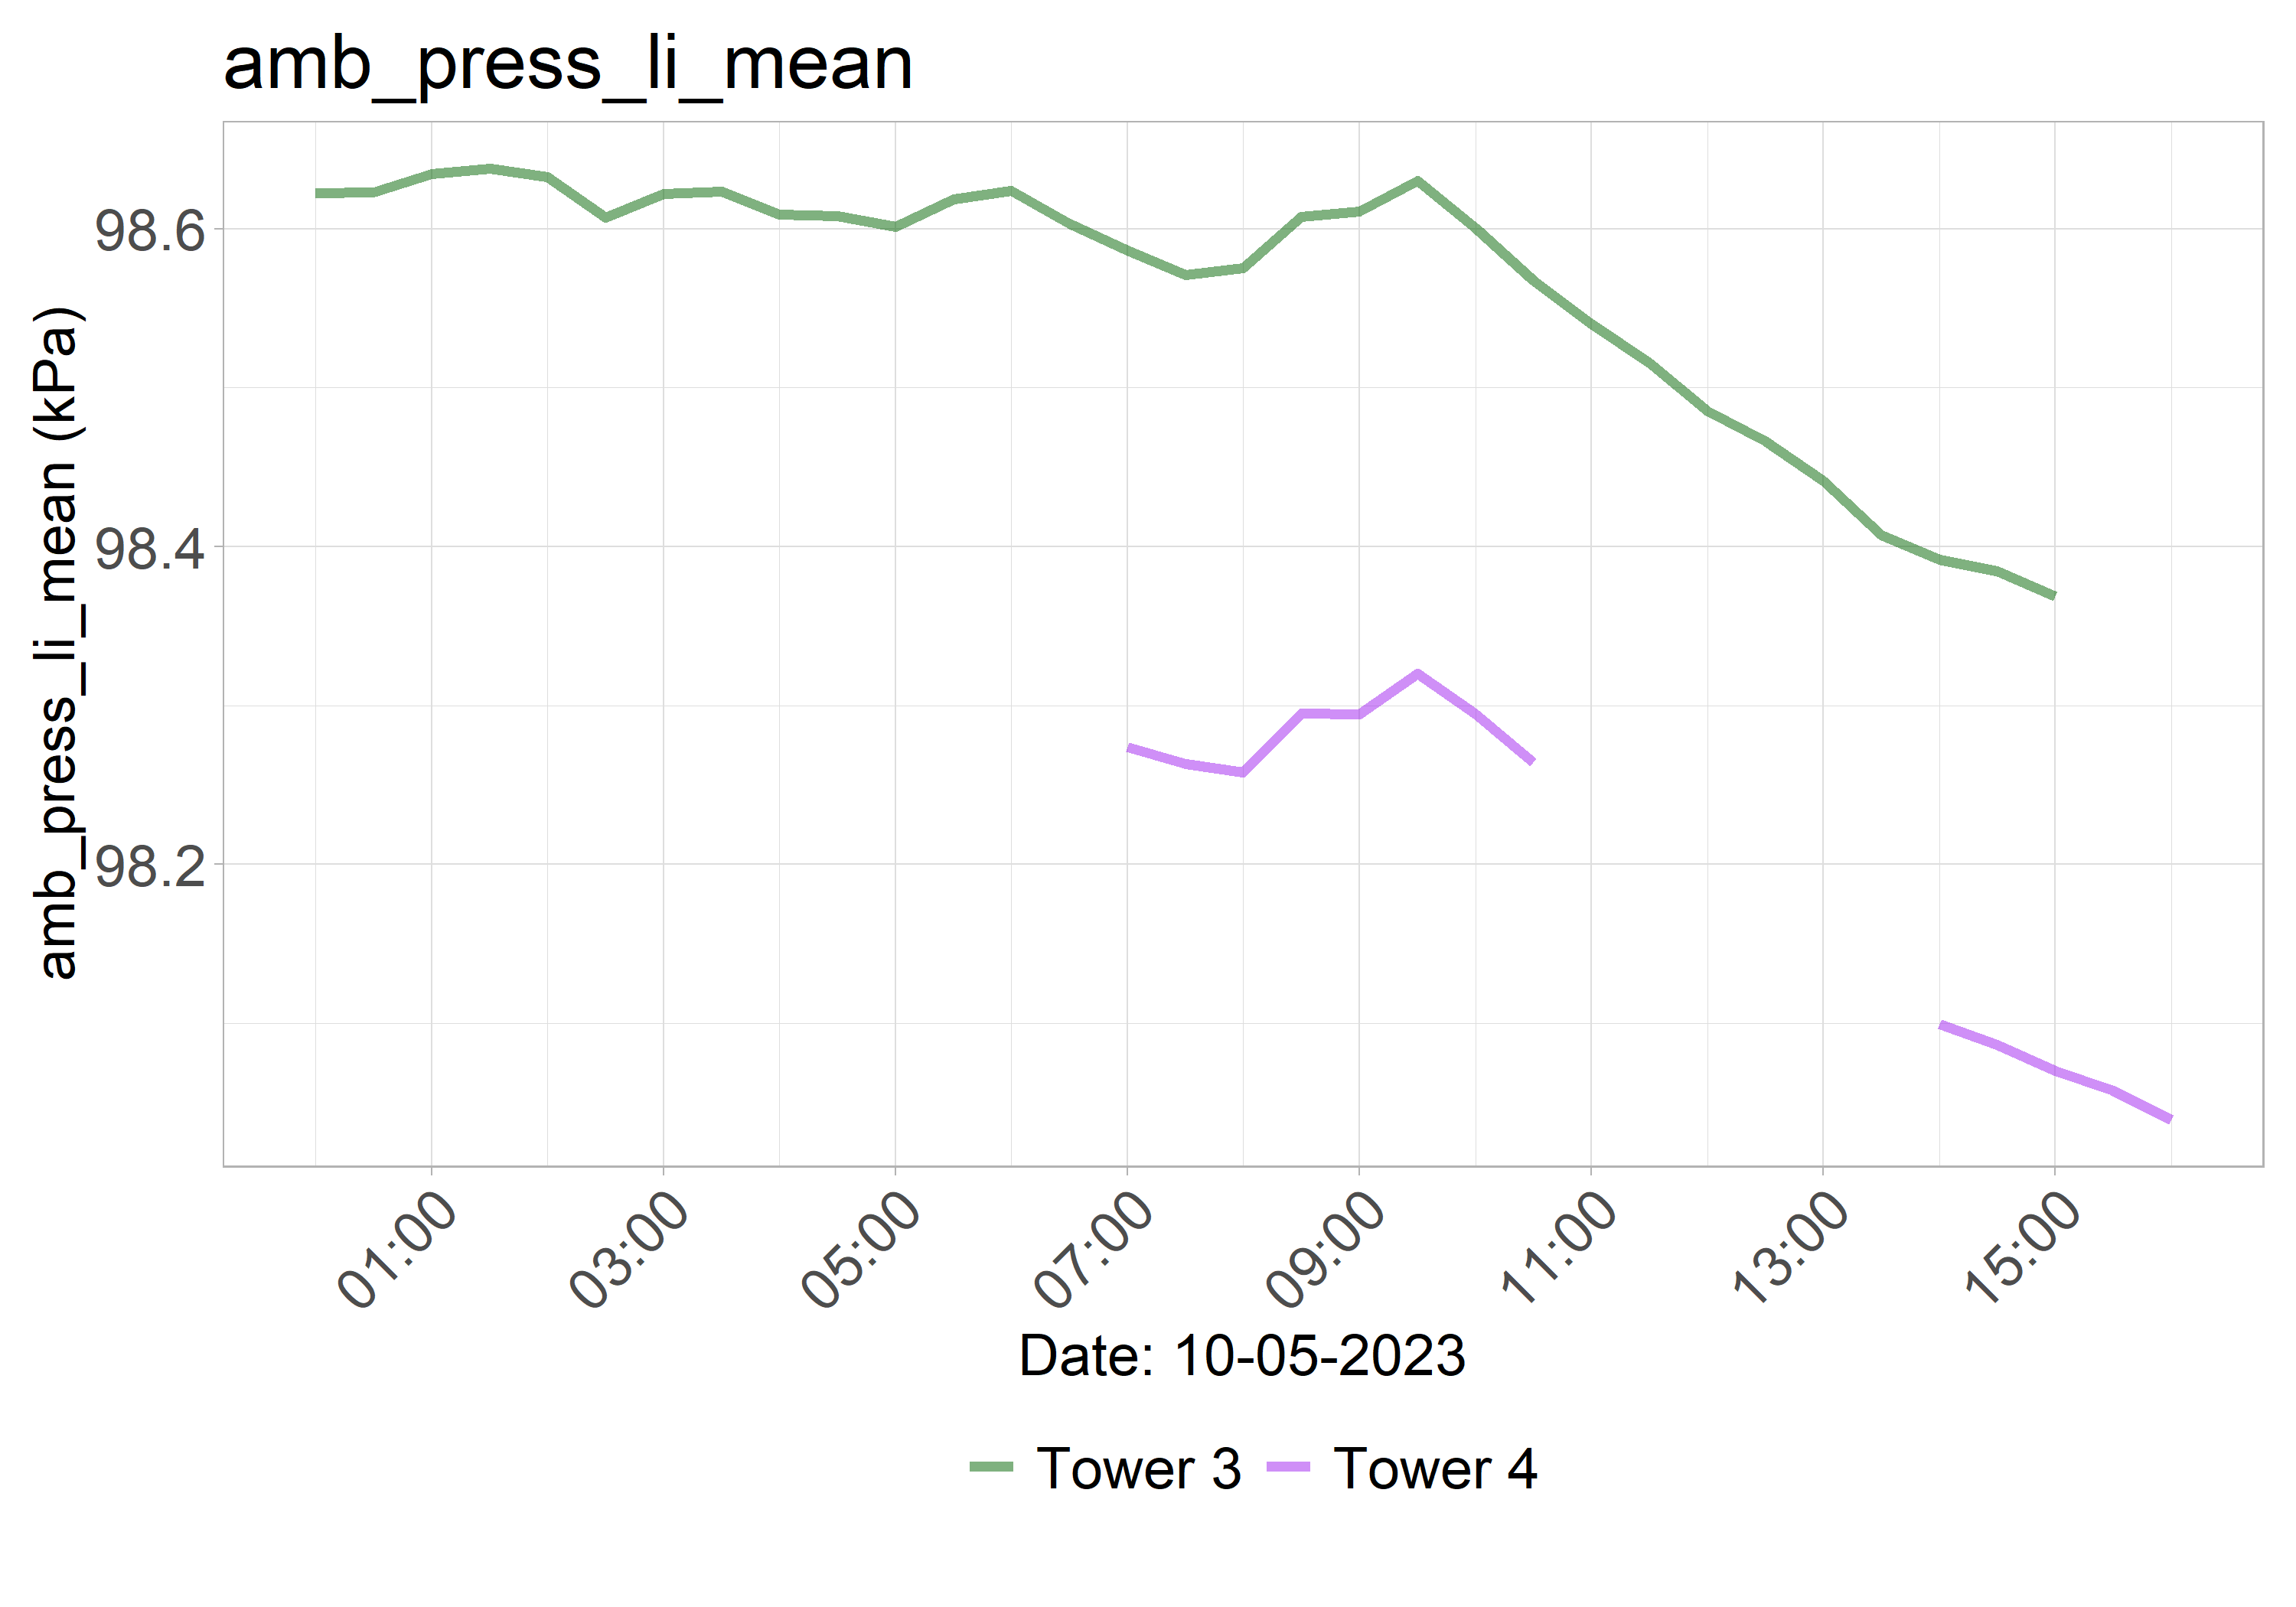 amb_press_li_mean
amb_press_li_mean (kPa)
98.6
98.4
98.2
01:00
03:00
05:00
07:00
09:00
11:00
13:00
15:00
Date: 10-05-2023
Tower 3
Tower 4